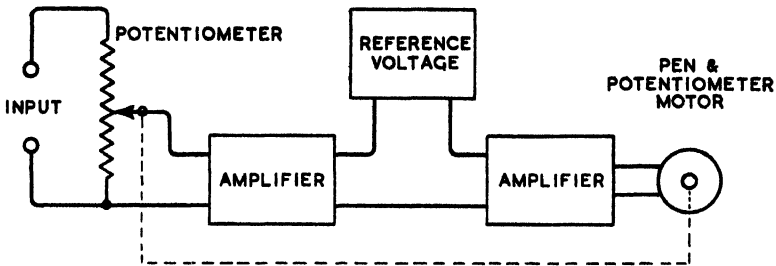 POTENTIOMETER
INPUT
AMPLIFIER
REFERENCE
VOLTAGE
AMPLIFIER
PEN &
POTENTIOMETER
MOTOR